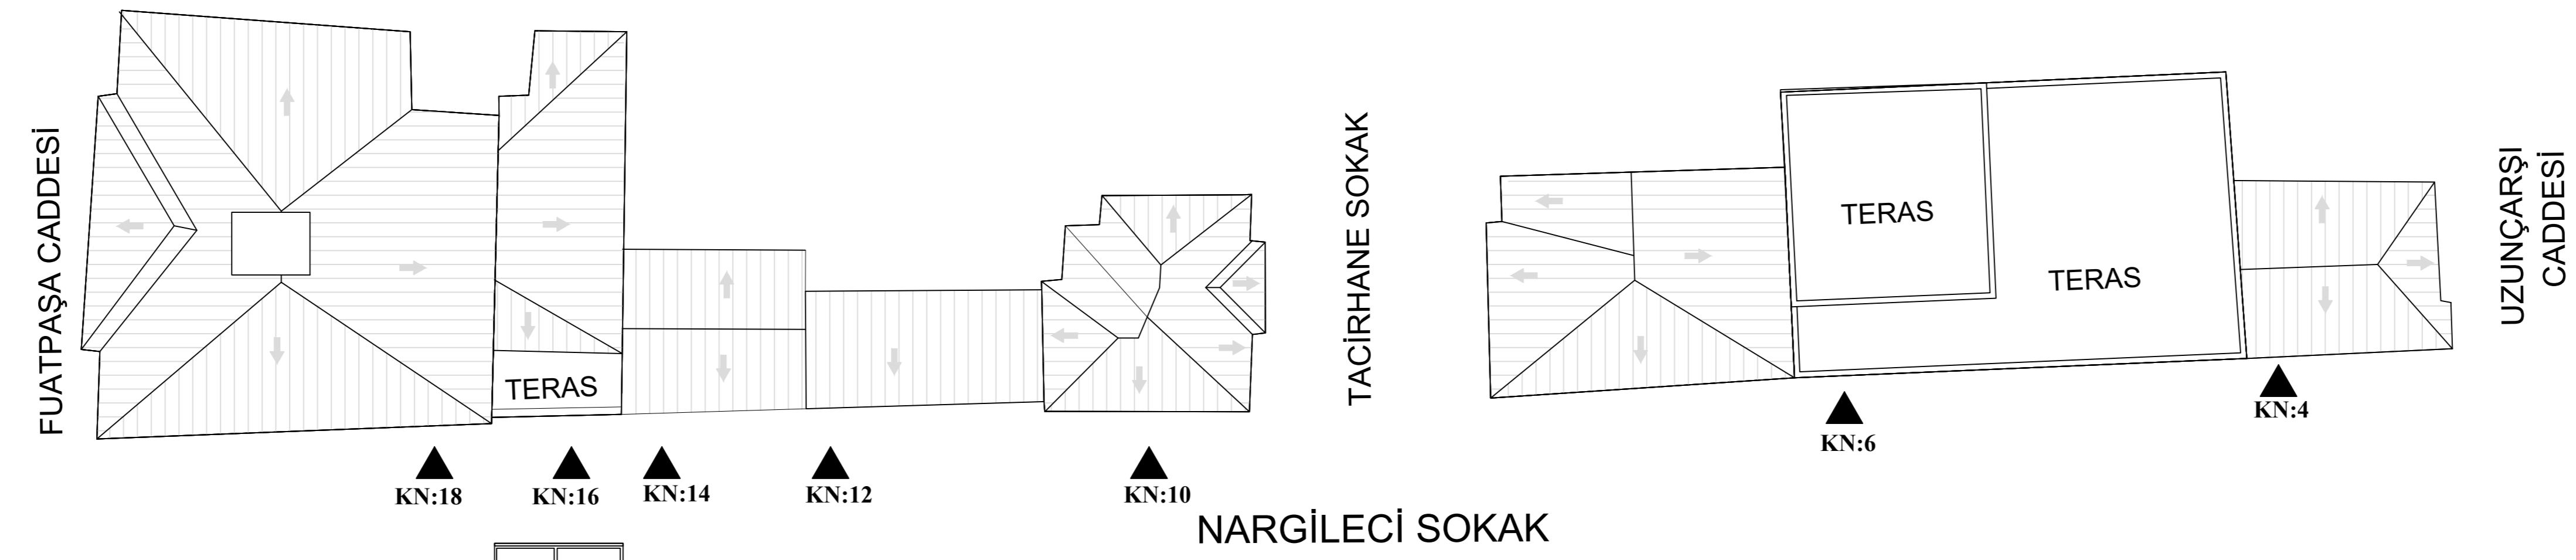 FUATPAŞA CADDESİ
TERAS
TACİRHANE SOKAK
TERAS
TERAS
UZUNÇARŞI
CADDESİ
KN:18
KN:16
KN:14
KN:12
KN:10
KN:6
KN:4
NARGİLECİ SOKAK